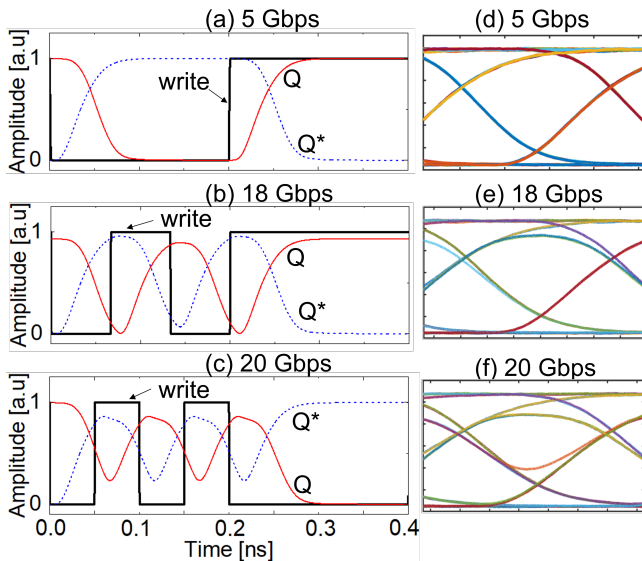 (a) 5 Gbps
Amplitude [a.u]
1
0
write
Q
Q*
(d) 5 Gbps
(b) 18 Gbps
Amplitude [a.u]
1
0
write
Q
Q*
(e) 18 Gbps
(c) 20 Gbps
Amplitude [a.u]
1
0
write
Q*
Q
0.0 0.1 0.2 0.3 0.4
Time [ns]
(f) 20 Gbps